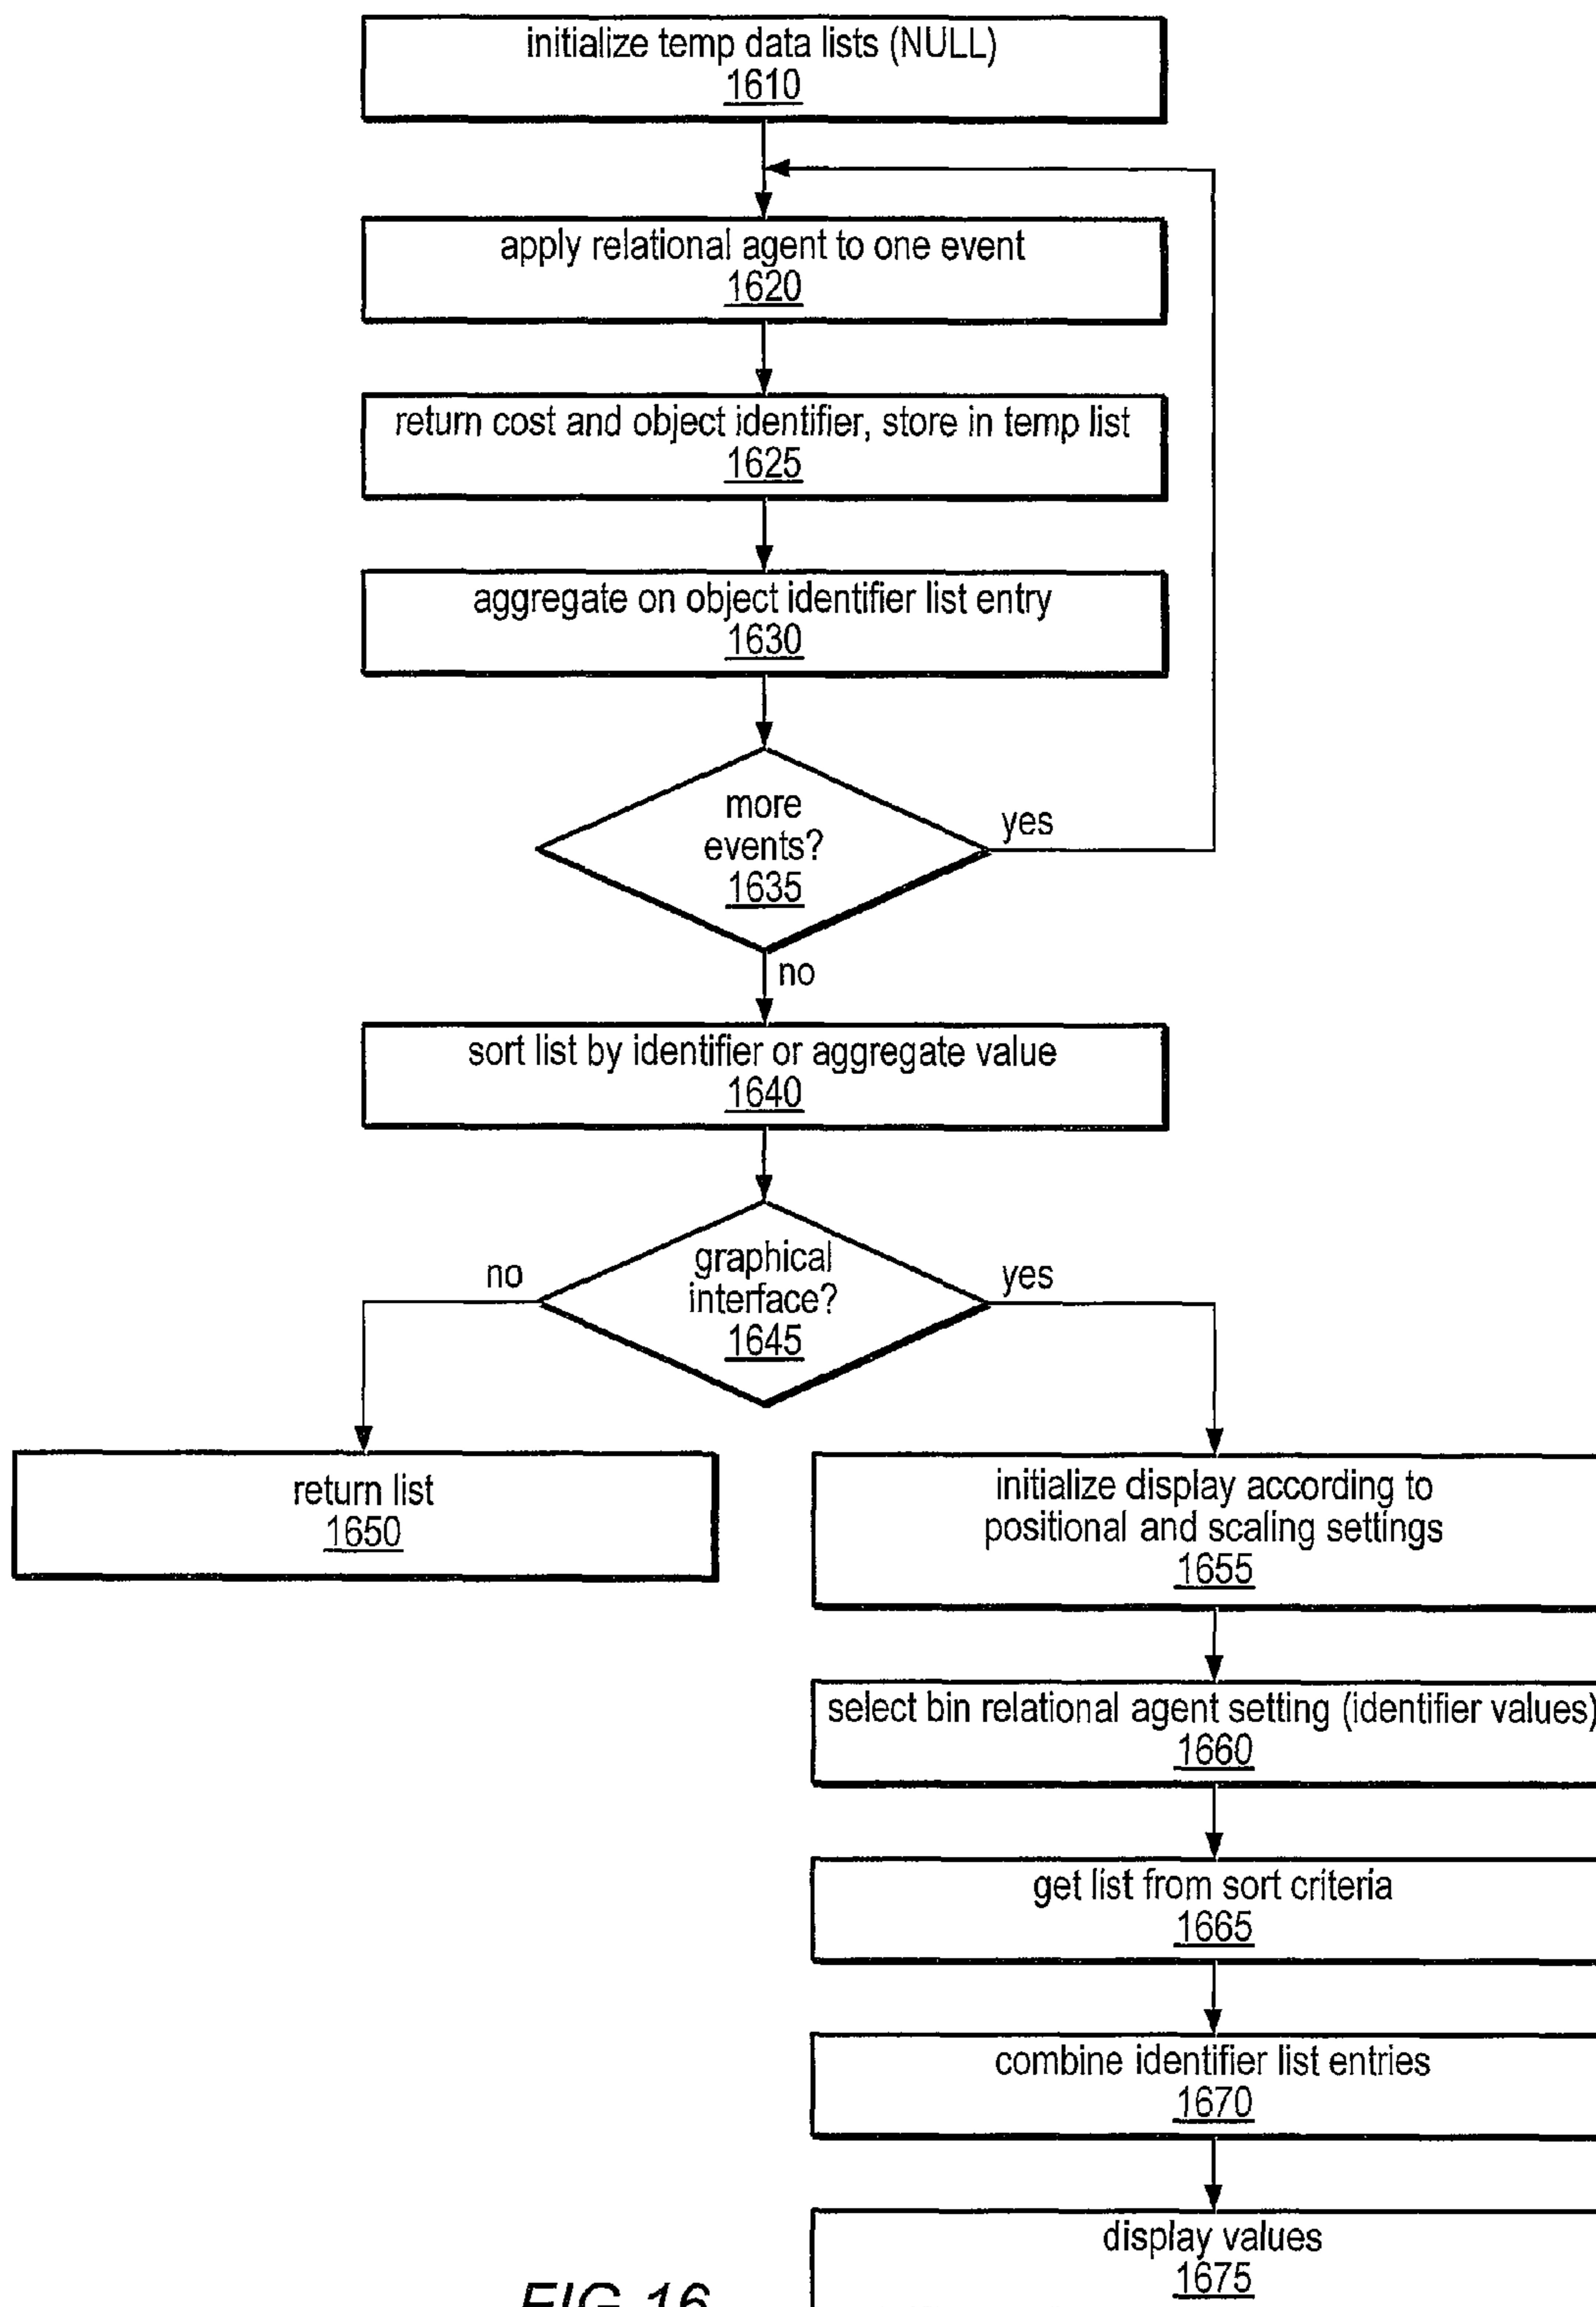 initialize temp data lists (NULL)
1610
apply relational agent to one event
1620
return cost and object identifier, store in temp list
1625
aggregate on object identifier list entry
1630
more
events?
1635
yes
no
sort list by identifier or aggregate value
1640
graphical
interface?
1645
no
yes
return list
1650
initialize display according to
positional and scaling settings
1655
select bin relational agent setting (identifier values)
1660
get list from sort criteria
1665
combine identifier list entries
1670
display values
1675
FIG. 16